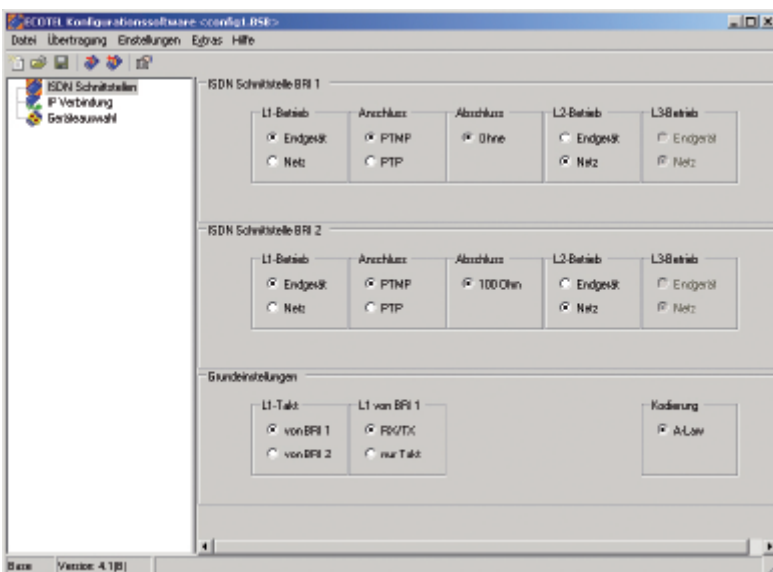 ECOTEL Konfigurationssoftware <config1.BSB>
Datei Übertragung Einstellungen Extras Hilfe
ISDN Schnittstellen
IP Verbindung
Geräteauswahl
ISDN Schnittstelle BRI 1
L1-Betrieb Anschluss Abschluss L2-Betrieb L3-Betrieb
Endgerät PTMP Ohne Endgerät Endgerät
Netz PTP Netz Netz
ISDN Schnittstelle BRI 2
L1-Betrieb Anschluss Abschluss L2-Betrieb L3-Betrieb
Endgerät PTMP 100 Ohm Endgerät Endgerät
Netz PTP Netz Netz
Grundeinstellungen
L1-Takt L1 von BRI 1 Kodierung
von BRI 1 RX/TX A-Law
von BRI 2 nur Takt
Base Version: 4.1(B)